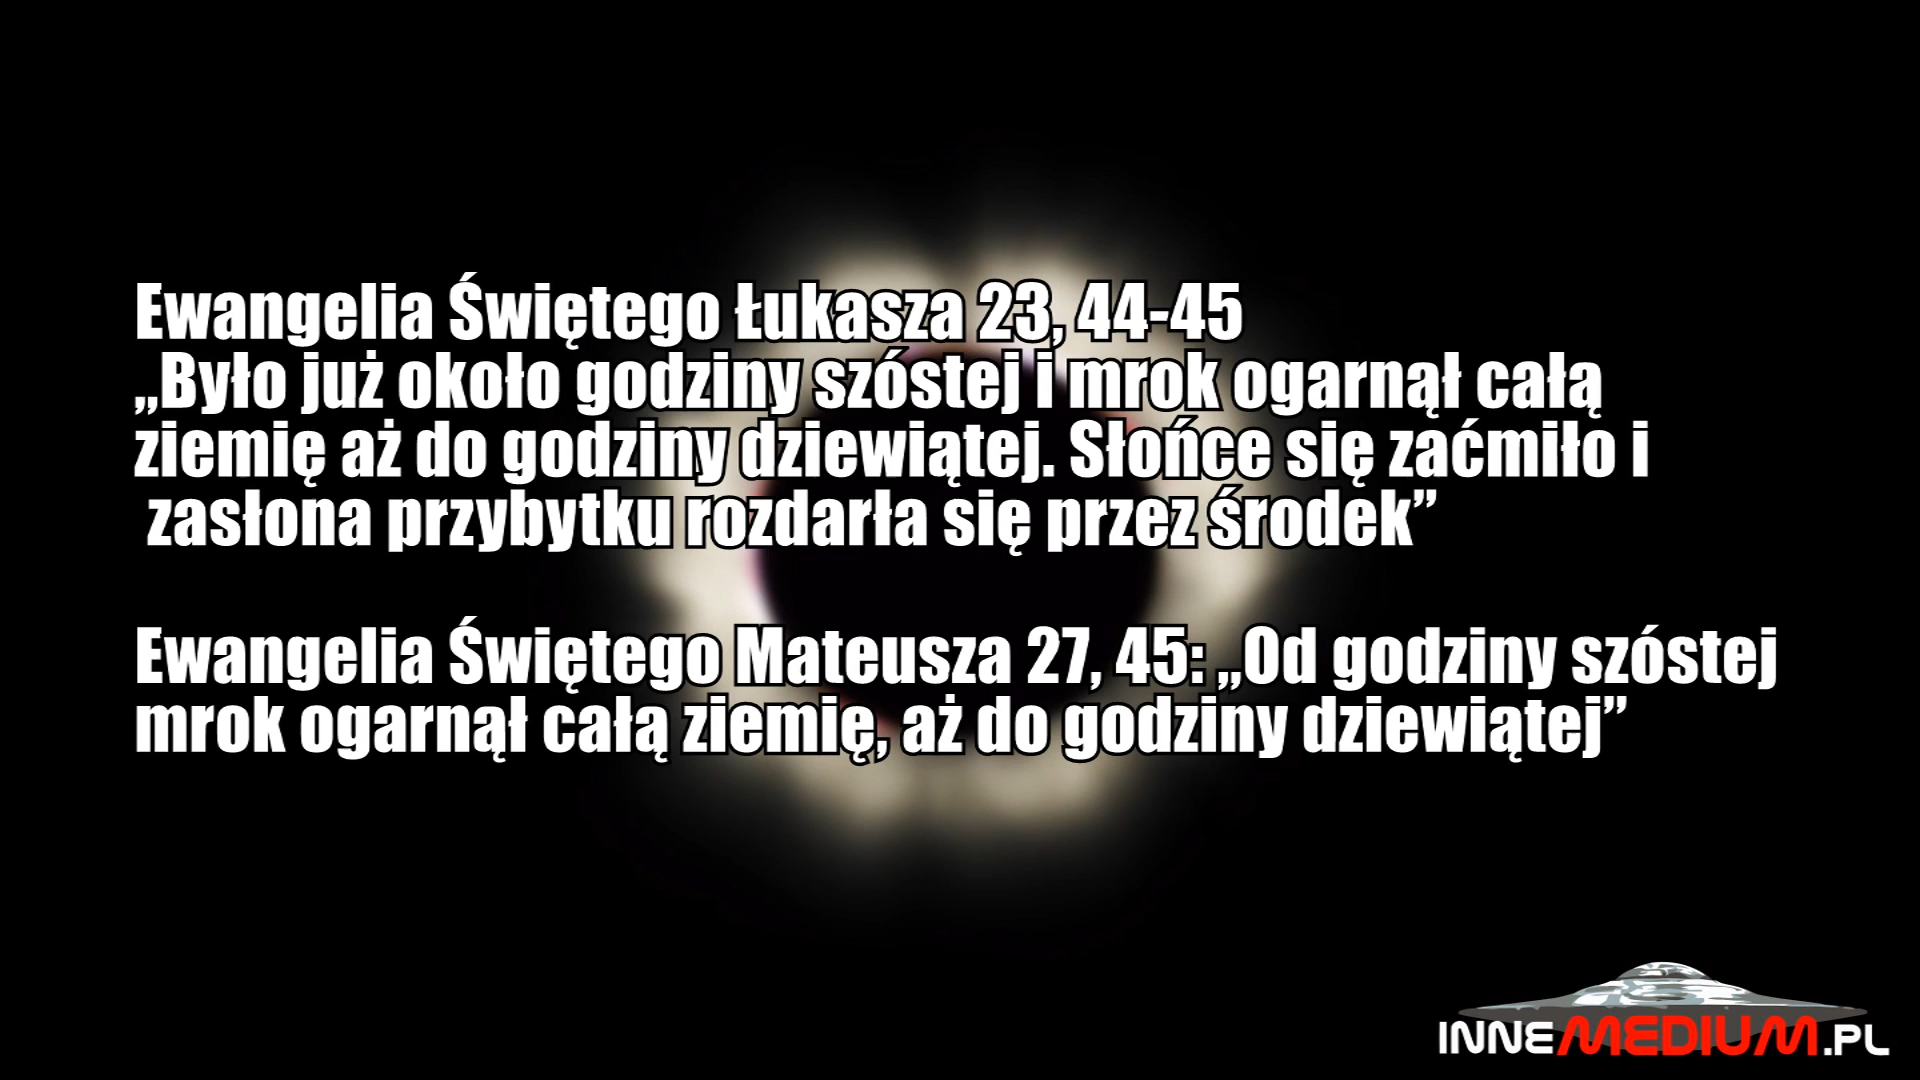 Ewangelia Świętego Łukasza 23, 44-45
„Było już około godziny szóstej i mrok ogarnął całą
ziemię aż do godziny dziewiątej. Słońce się zaćmiło i
zasłona przybytku rozdarła się przez środek”
Ewangelia Świętego Mateusza 27, 45: „Od godziny szóstej
mrok ogarnął całą ziemię, aż do godziny dziewiątej”
INNEMEDIUM.PL